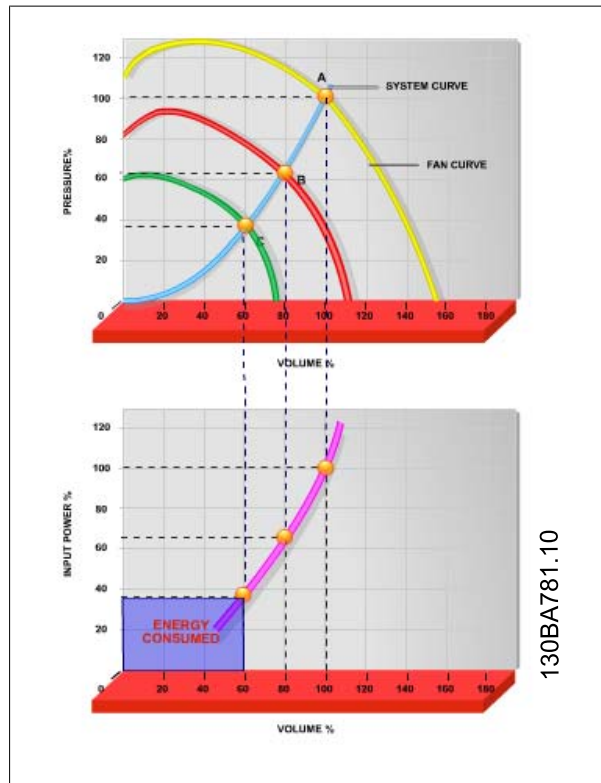 120
100
80
60
40
20
0
PRESSURE%
A
B
C
SYSTEM CURVE
FAN CURVE
20 40 60 80 100 120 140 160 180
VOLUME %
120
100
80
60
40
20
0
INPUT POWER %
ENERGY
CONSUMED
20 40 60 80 100 120 140 160 180
VOLUME %
130BA781.10